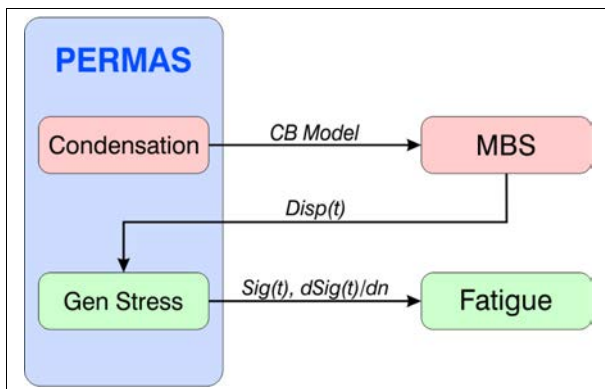 PERMAS
Condensation
CB Model
MBS
Disp(t)
Gen Stress
Sig(t), dSig(t)/dn
Fatigue